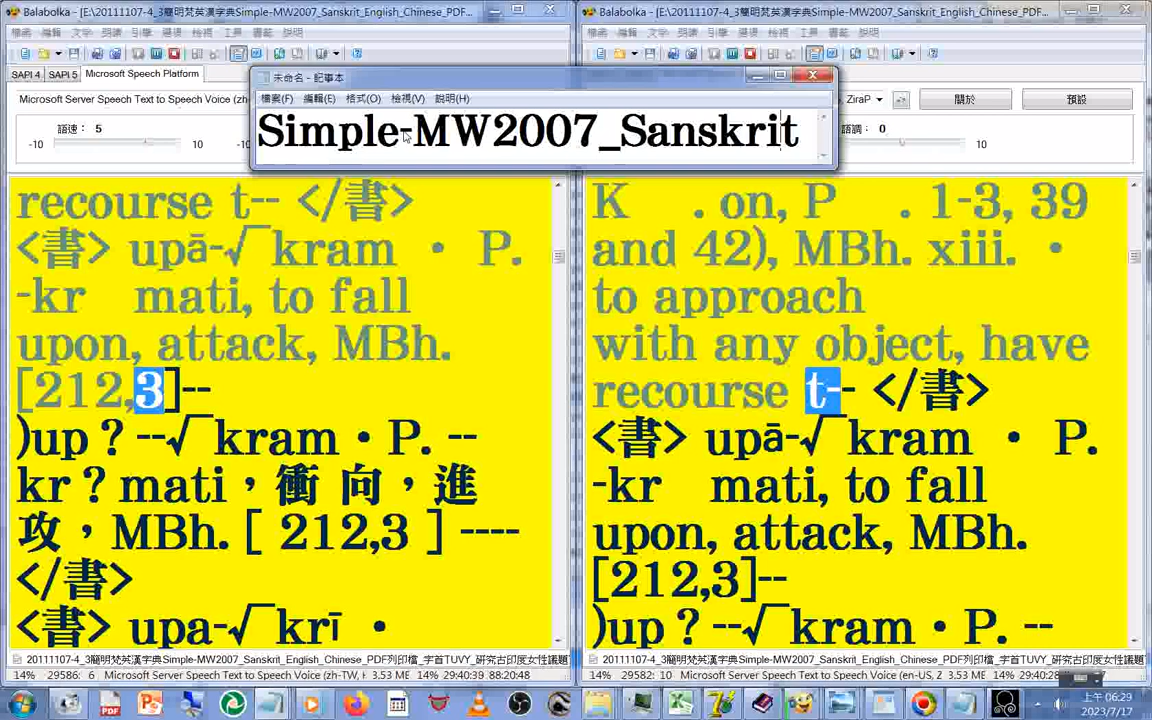 Balabolka - [E:\20111107-4_3簡明梵英漢字典Simple-MW2007_Sanskrit_English_Chinese_PDF...
Balabolka - [E:\20111107-4_3簡明梵英漢字典Simple-MW2007_Sanskrit_English_Chinese_PDF...
SAPI 4 SAPI 5 Microsoft Speech Platform
Microsoft Server Speech Text to Speech Voice (zh-
ZiraP
關於
預設
語速： 5
-10
語調： 0
10
未命名 - 記事本
檔案(F) 編輯(E) 格式(O) 檢視(V) 說明(H)
Simple-MW2007_Sanskrit
recourse t-- </書>
<書> upā-√ kram • P.
-kr mati, to fall
upon, attack, MBh.
[212,3]--
)up？--√ kram • P. --
kr？mati，衝 向，進
攻，MBh. [ 212,3 ] ----
</書>
<書> upa-√ krī •
K . on, P . 1-3, 39
and 42), MBh. xiii. •
to approach
with any object, have
recourse t-- </書>
<書> upā-√ kram • P.
-kr mati, to fall
upon, attack, MBh.
[212,3]--
)up？--√ kram • P. --
20111107-4_3簡明梵英漢字典Simple-MW2007_Sanskrit_English_Chinese_PDF列印檔_字首TUVY_研究古印度女性議題
20111107-4_3簡明梵英漢字典Simple-MW2007_Sanskrit_English_Chinese_PDF列印檔_字首TUVY_研究古印度女性議題
14% 29586: 6 Microsoft Server Speech Text to Speech Voice (zh-TW, H 3.53 ME 14% 29:40:39 88:20:48
14% 29582: 10 Microsoft Server Speech Text to Speech Voice (en-US, Z 3.53 ME 14% 29:40:28
上午 06:29
2023/7/17